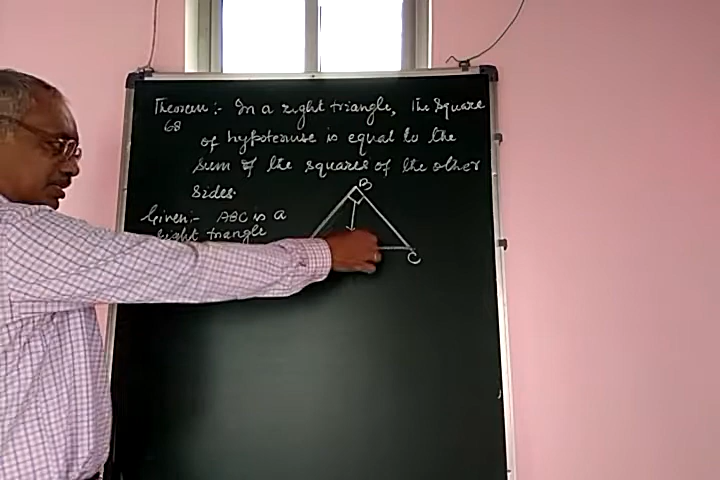 Theorem:- In a right triangle, the square
68
of hypotenuse is equal to the
sum of the squares of the other
sides.
B
Given:- ABC is a
right triangle
C